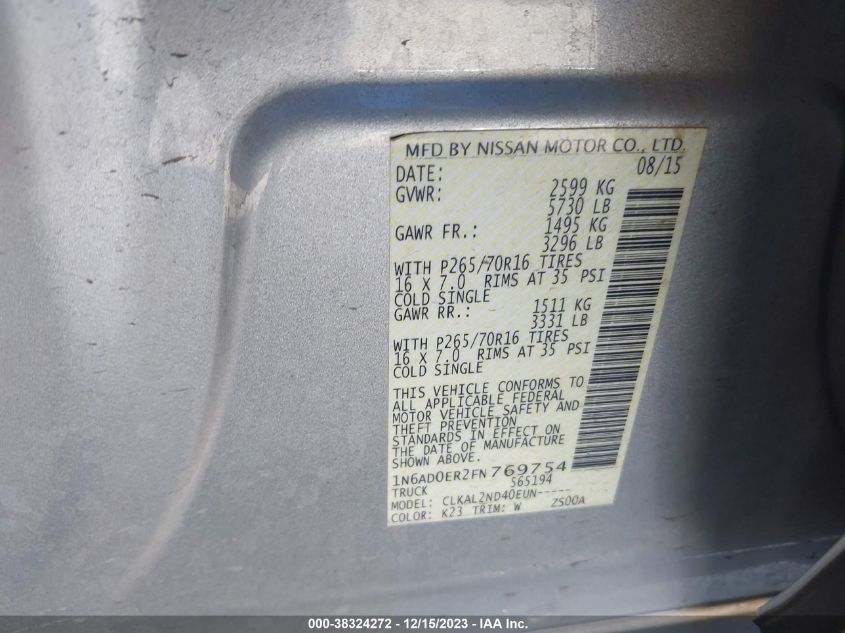 MFD BY NISSAN MOTOR CO., LTD.
DATE: 08/15
GVWR: 2599 KG
5730 LB
GAWR FR.: 1495 KG
3296 LB
WITH P265/70R16 TIRES
16 X 7.0 RIMS AT 35 PSI
COLD SINGLE
GAWR RR.: 1511 KG
3331 LB
WITH P265/70R16 TIRES
16 X 7.0 RIMS AT 35 PSI
COLD SINGLE
THIS VEHICLE CONFORMS TO
ALL APPLICABLE FEDERAL
MOTOR VEHICLE SAFETY AND
THEFT PREVENTION
STANDARDS IN EFFECT ON
THE DATE OF MANUFACTURE
SHOWN ABOVE.
1N6AD0ER2FN769754
TRUCK 565194
MODEL: CLKAL2ND40EUN-----
COLOR: K23 TRIM: W 2500A
000-38324272 - 12/15/2023 - IAA Inc.